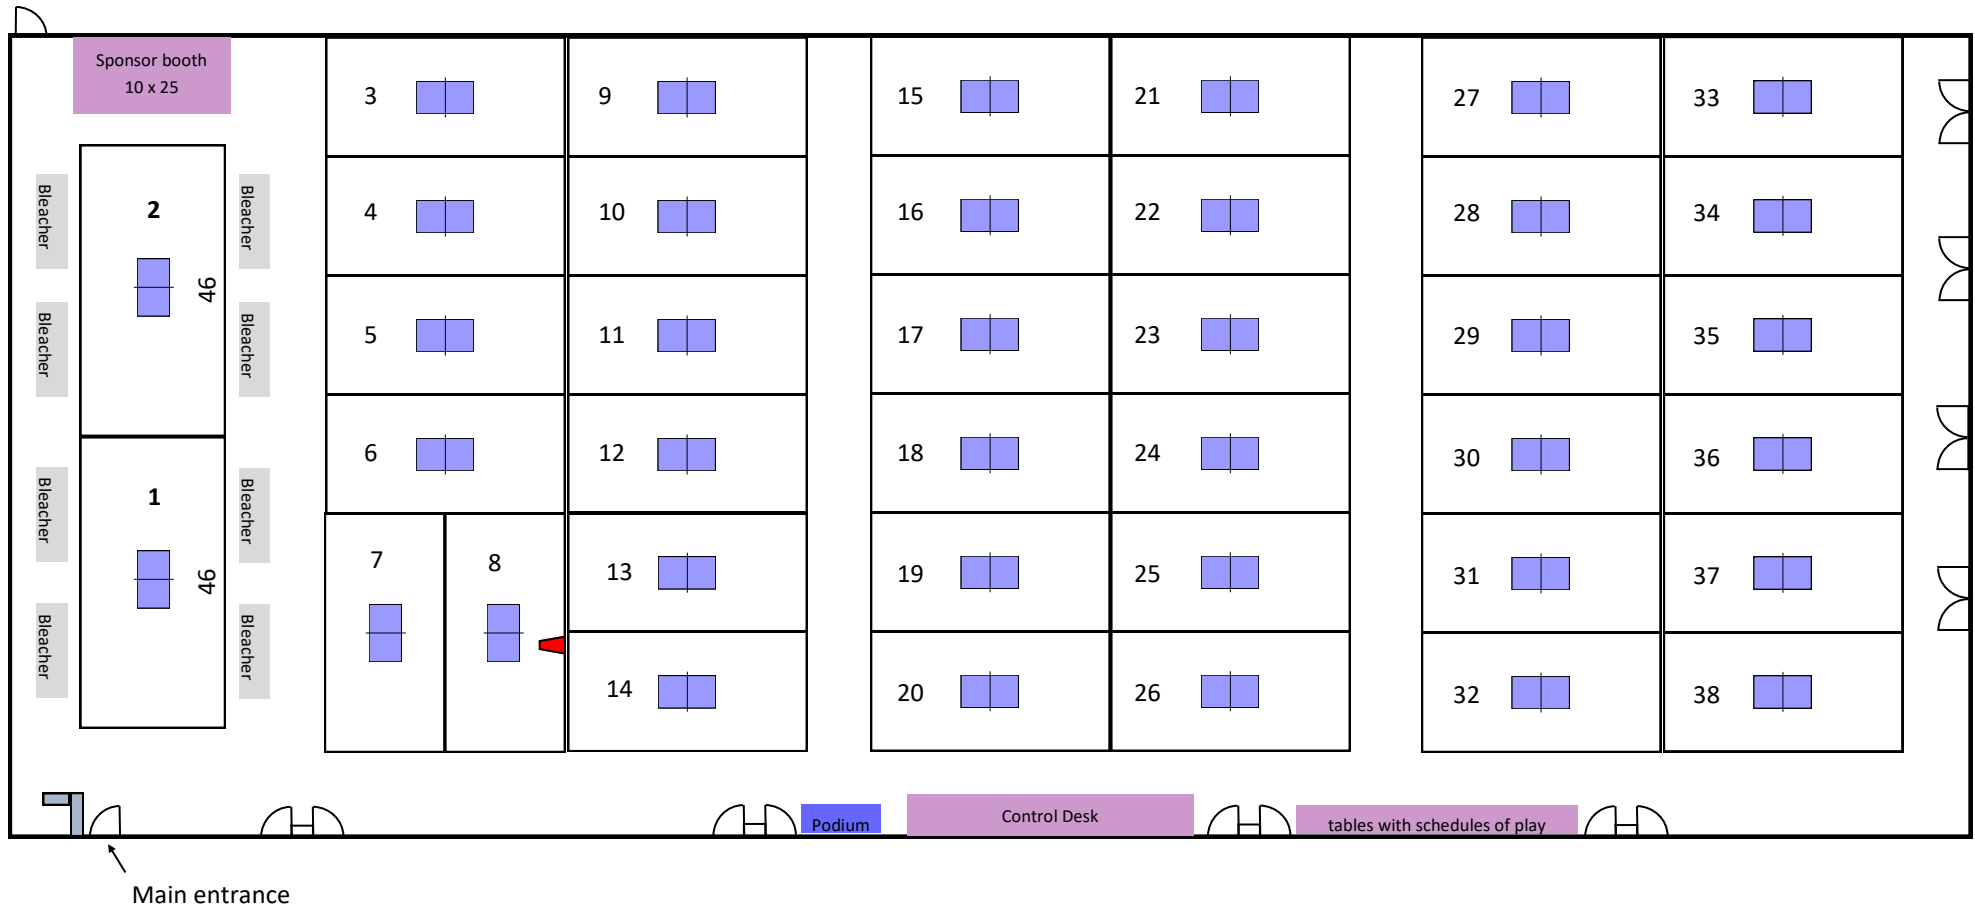 Sponsor booth
10 x 25
3
9
15
21
27
33
Bleacher
2
Bleacher
4
10
16
22
28
34
46
Bleacher
Bleacher
5
11
17
23
29
35
6
12
18
24
30
36
Bleacher
1
Bleacher
46
7
8
13
19
25
31
37
Bleacher
Bleacher
14
20
26
32
38
Podium
Control Desk
tables with schedules of play
Main entrance